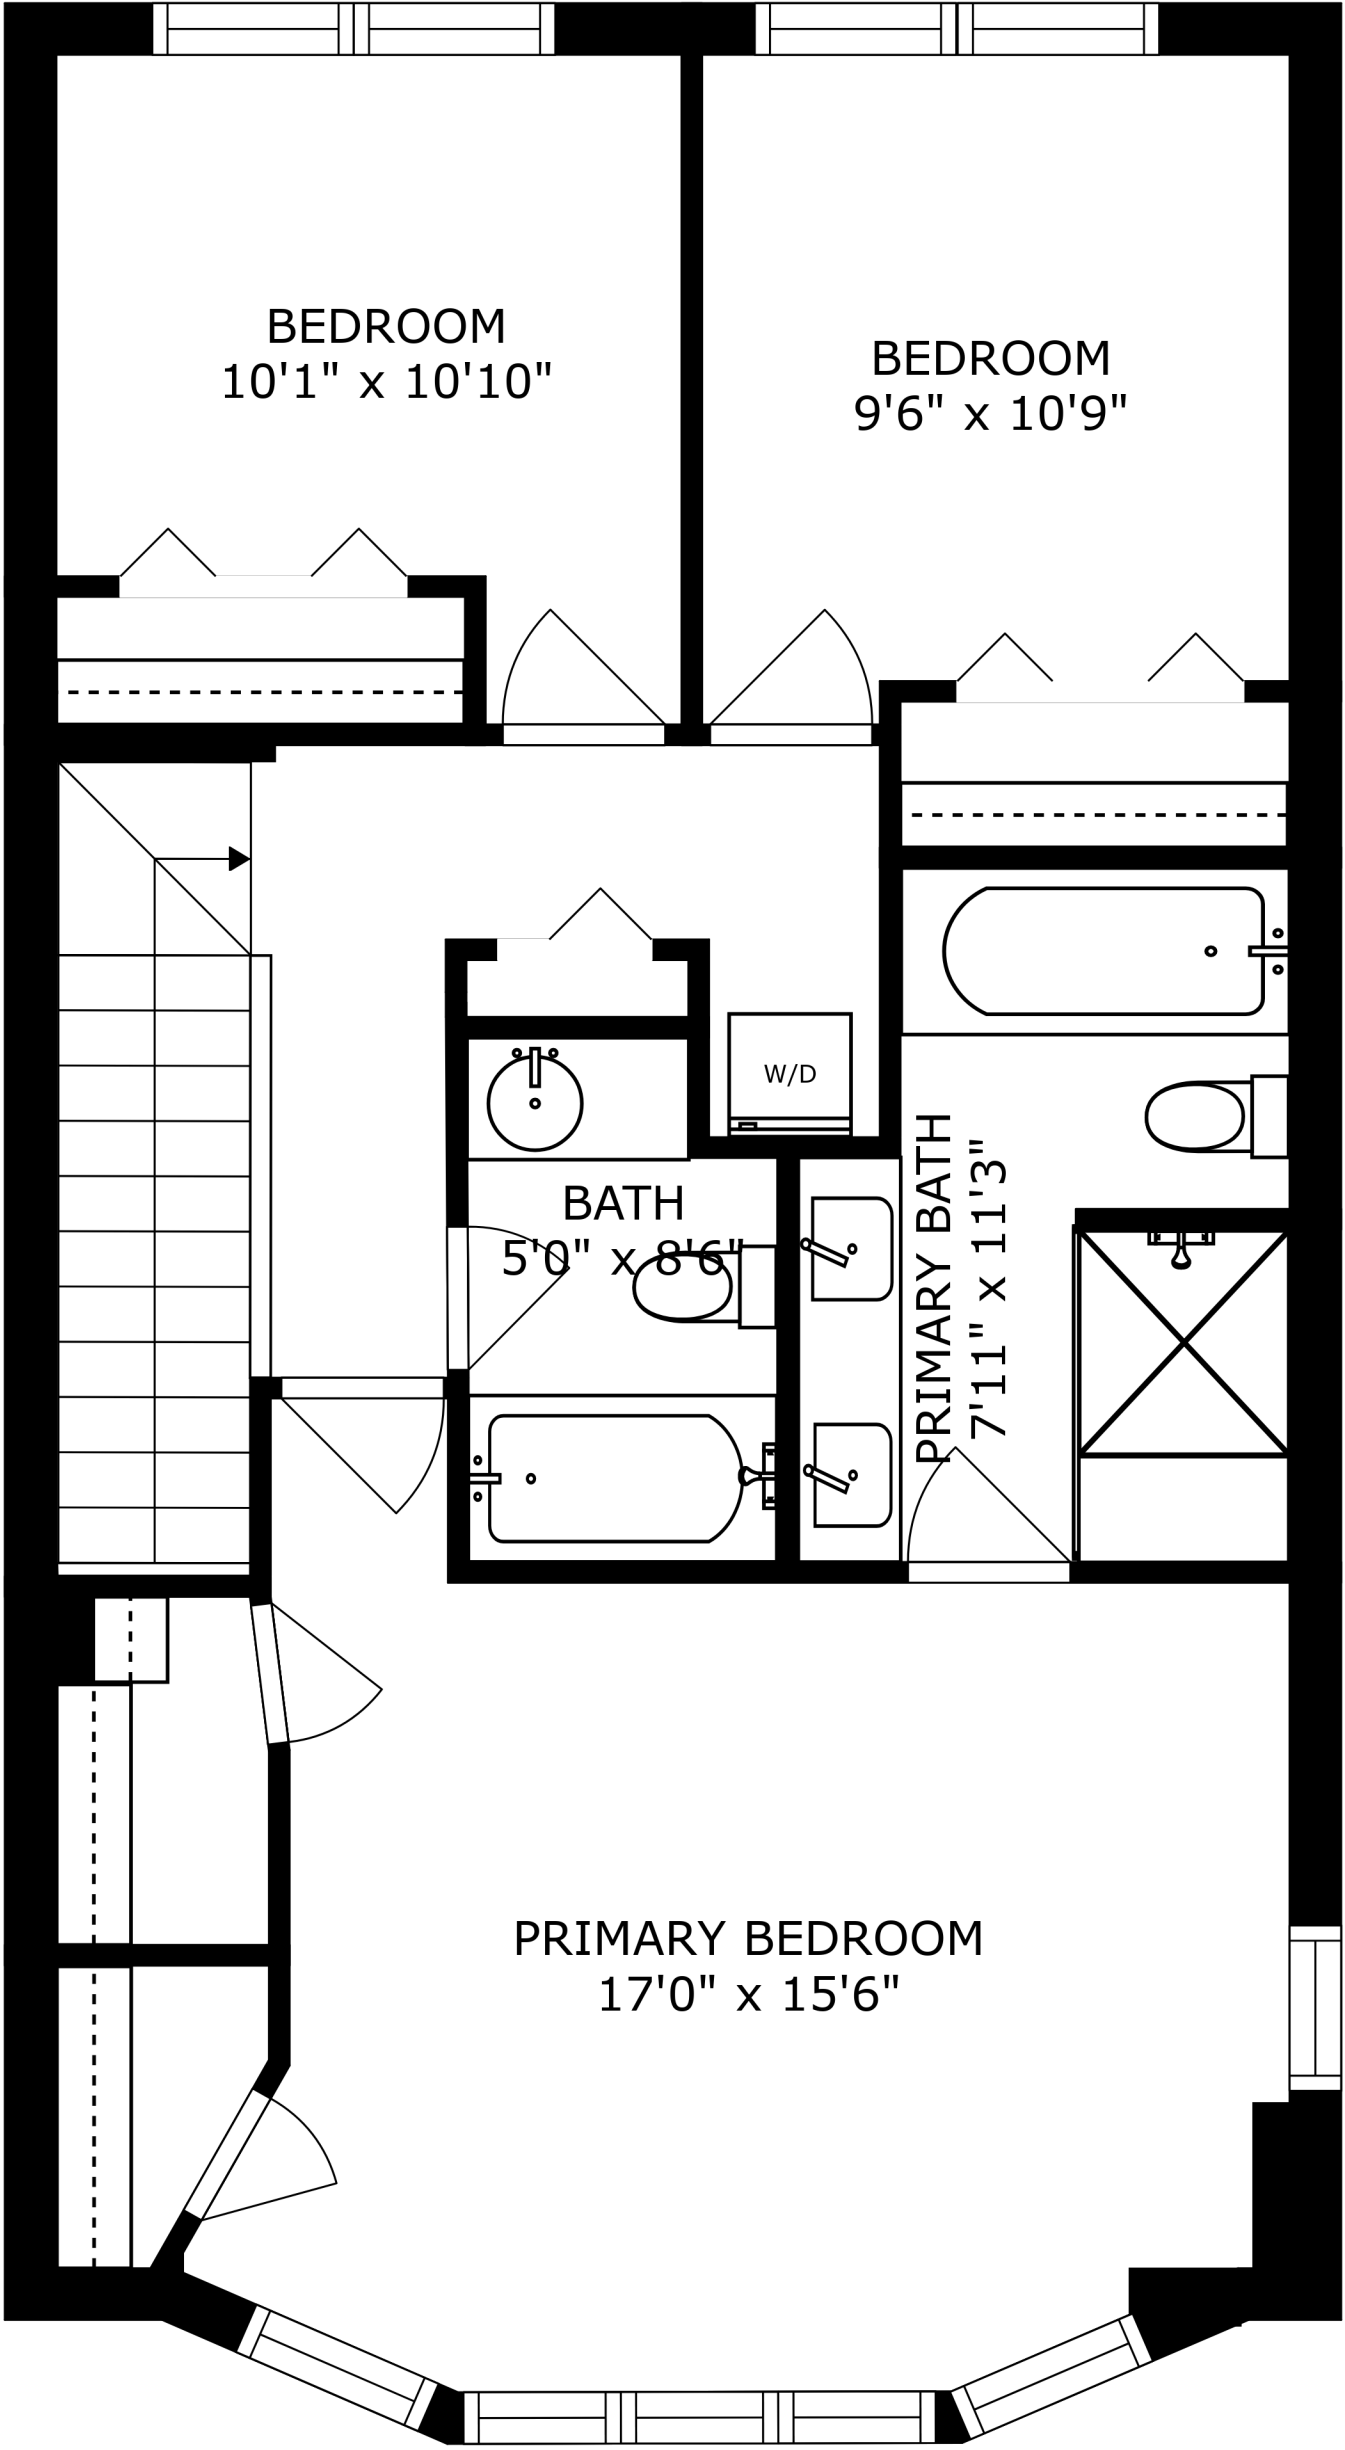 BEDROOM
10'1" x 10'10"
BEDROOM
9'6" x 10'9"
W/D
BATH
5'0" x 8'6"
PRIMARY BATH
7'11" x 11'3"
PRIMARY BEDROOM
17'0" x 15'6"